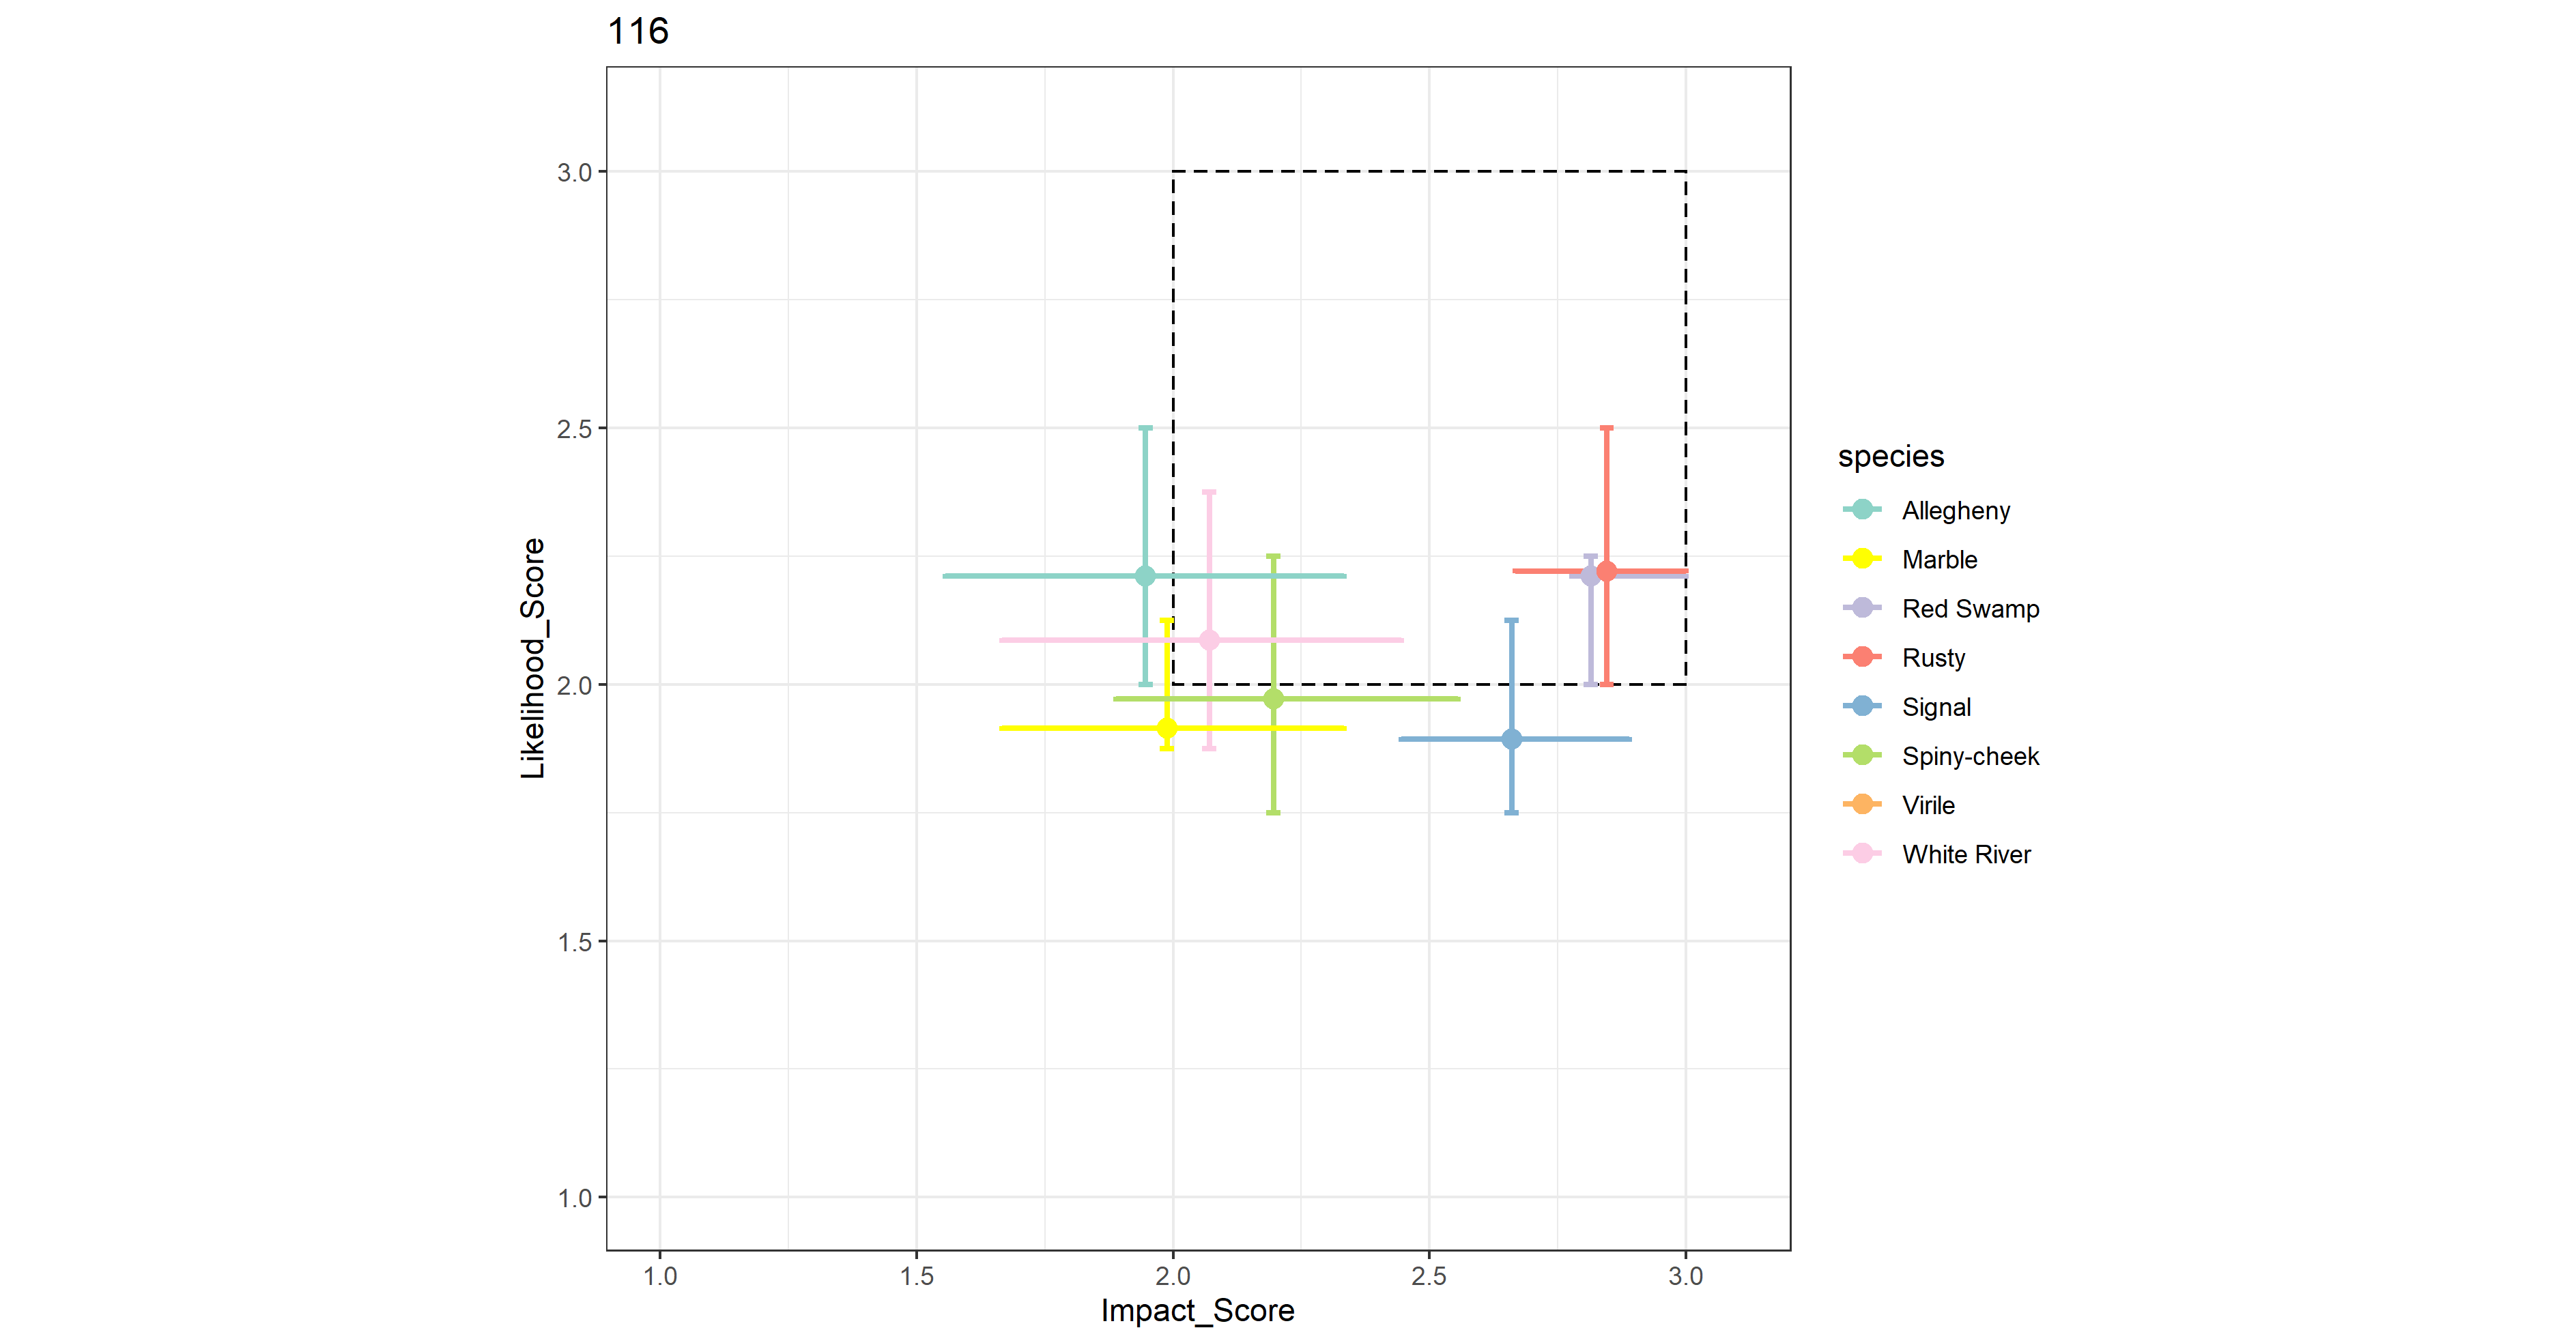 116
Likelihood_Score
3.0
2.5
2.0
1.5
1.0
1.0 1.5 2.0 2.5 3.0
Impact_Score
species
Allegheny
Marble
Red Swamp
Rusty
Signal
Spiny-cheek
Virile
White River